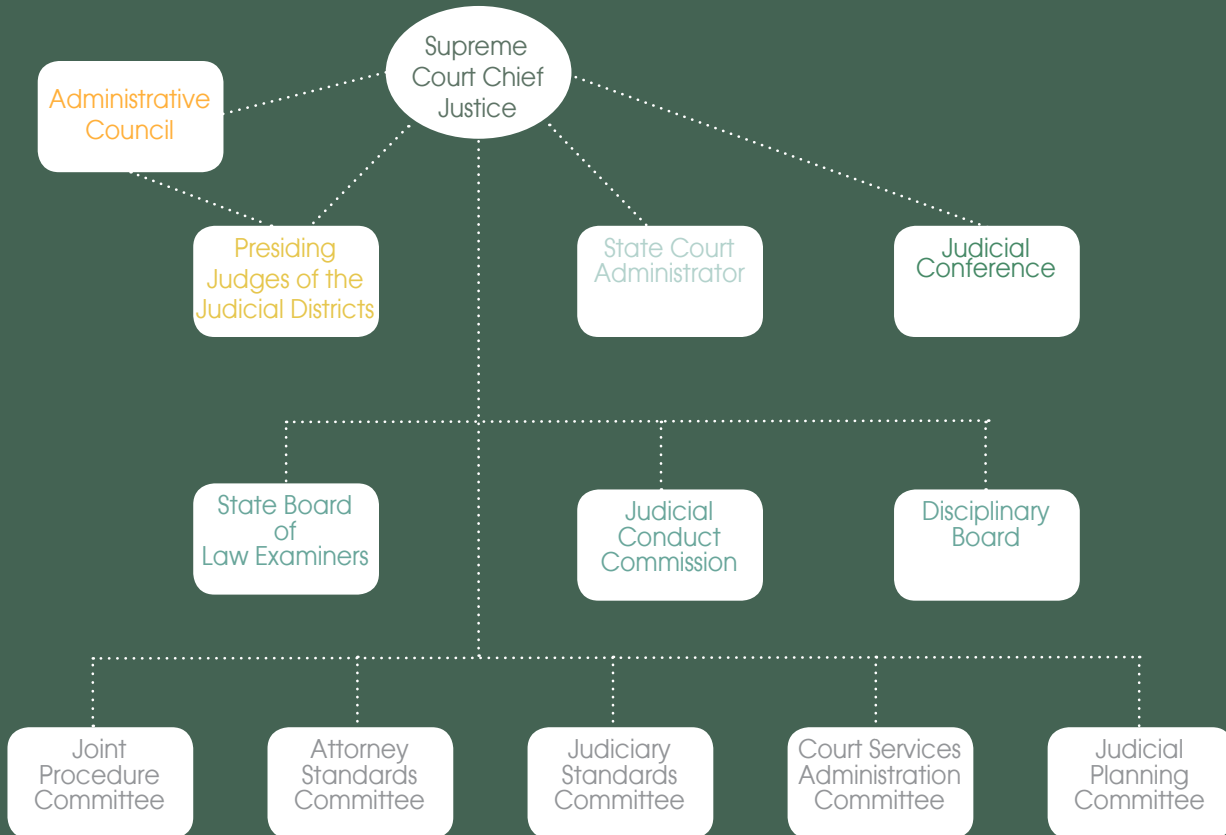 Supreme
Court Chief
Justice
Administrative
Council
Presiding
Judges of the
Judicial Districts
State Court
Administrator
Judicial
Conference
State Board
of
Law Examiners
Judicial
Conduct
Commission
Disciplinary
Board
Joint
Procedure
Committee
Attorney
Standards
Committee
Judiciary
Standards
Committee
Court Services
Administration
Committee
Judicial
Planning
Committee